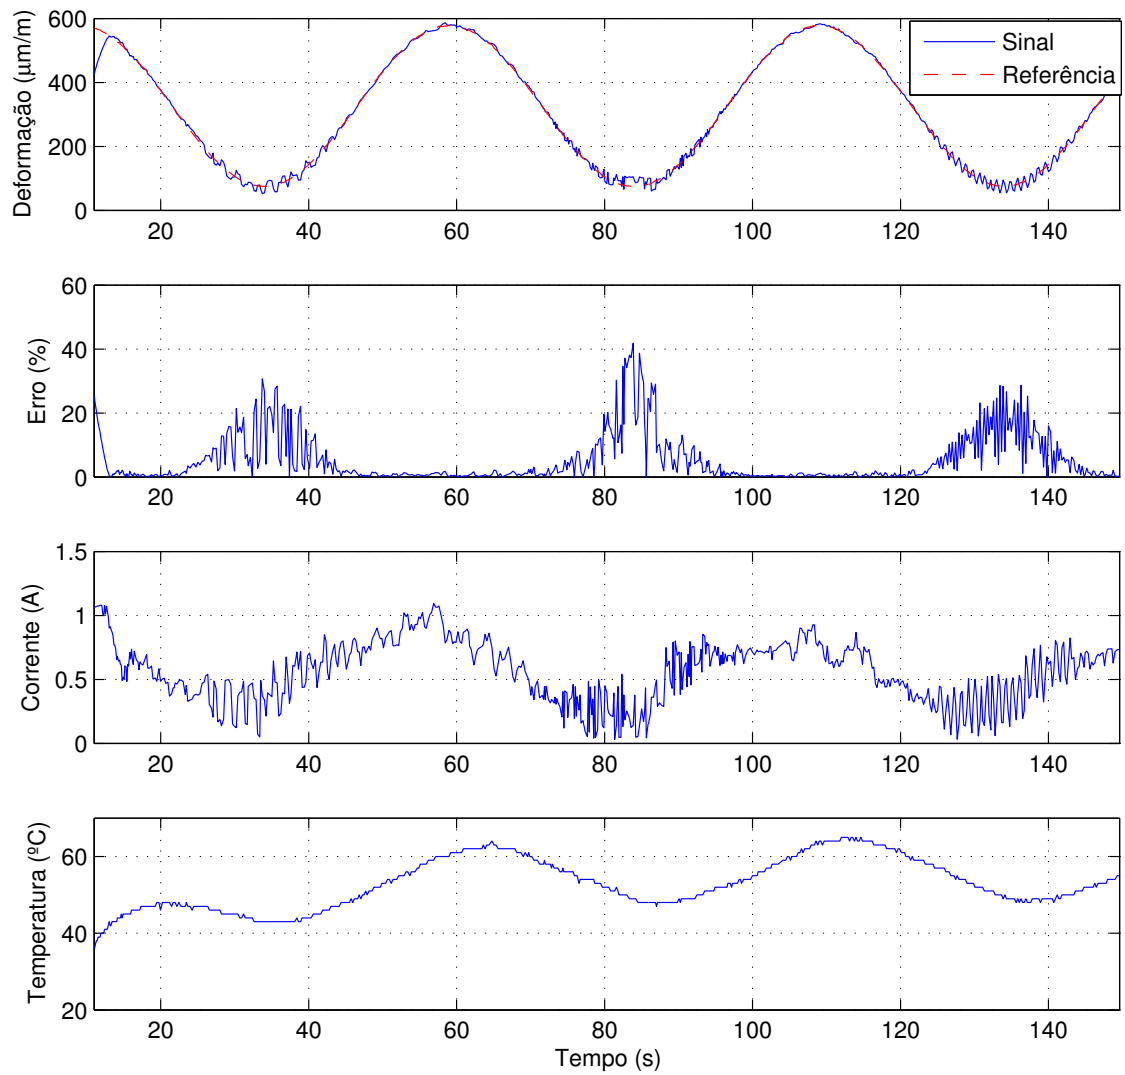 600
400
200
0
Deformação (µm/m)
Sinal
Referência
20 40 60 80 100 120 140
60
40
20
0
Erro (%)
20 40 60 80 100 120 140
1.5
1
0.5
0
Corrente (A)
20 40 60 80 100 120 140
60
40
20
Temperatura (ºC)
20 40 60 80 100 120 140
Tempo (s)